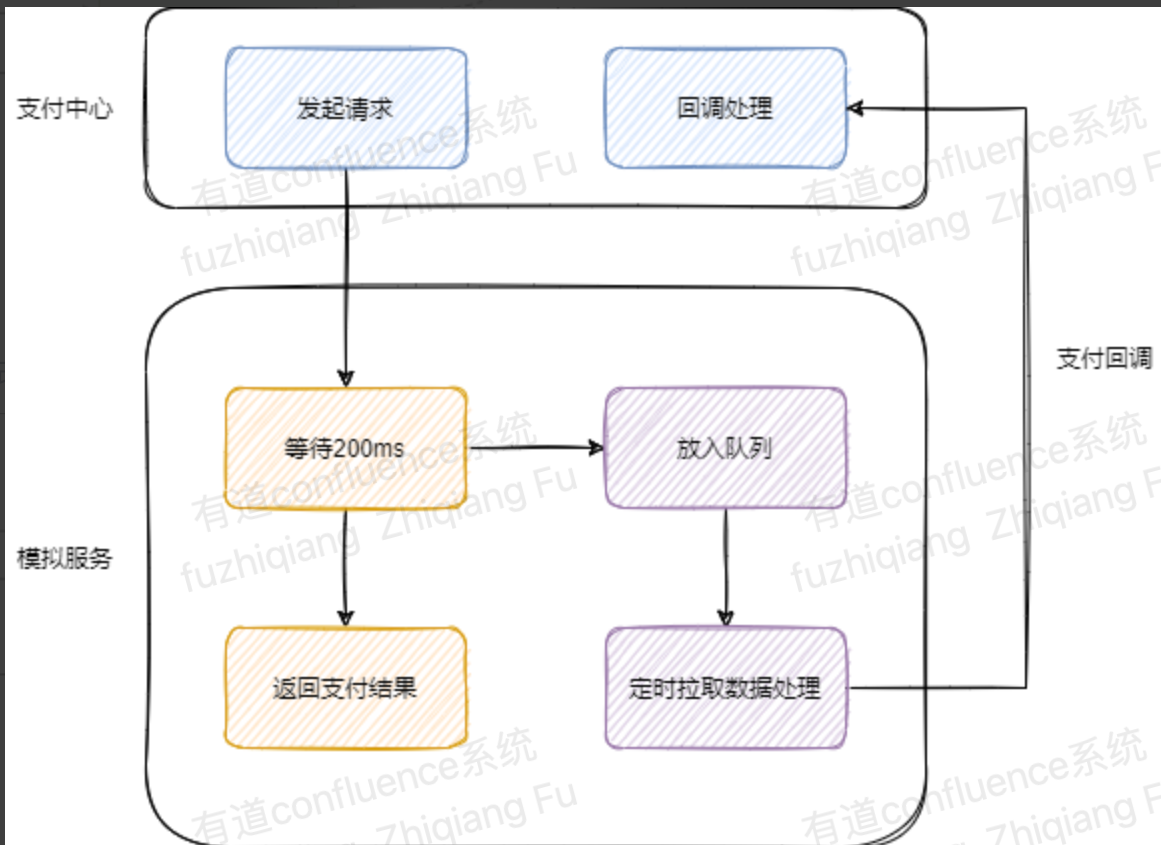 支付中心
发起请求
回调处理
有道confluence系统
fuzhiqiang Zhiqiang Fu
有道confluence系统
fuzhiqiang Zhiqiang F
支付回调
等待200ms
放入队列
有道confluence系统
fuzhiqiang Zhiqiang Fu
有道confluence系统
fuzhiqiang Zhiqiang F
模拟服务
返回支付结果
定时拉取数据处理
有道confluence系统
Zhiqiang Fu
有道confluence系统
Zhiqiang F